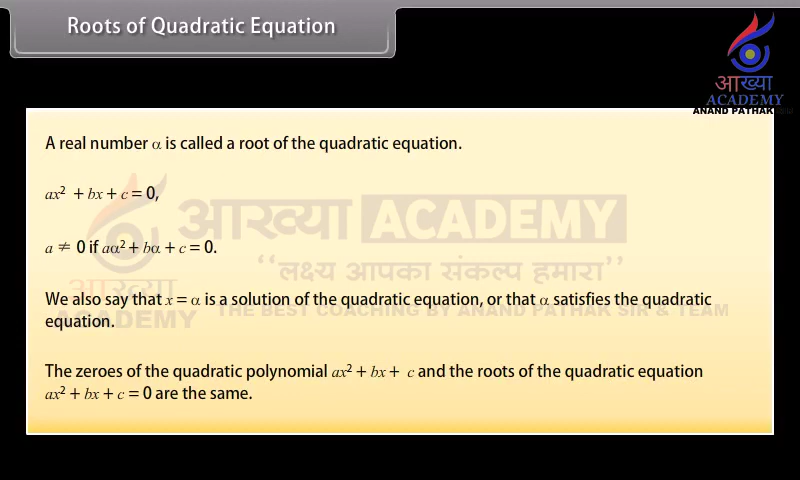 Roots of Quadratic Equation
आख्या
ACADEMY
ANAND PATHAK
A real number α is called a root of the quadratic equation.
ax² + bx + c = 0,
आख्या ACADEMY
a ≠ 0 if aα² + bα + c = 0.
‘‘लक्ष्य आपका संकल्प हमारा’’
आख्या
We also say that x = α is a solution of the quadratic equation, or that α satisfies the quadratic
equation.
ACADEMY
THE BEST COACHING BY ANAND PATHAK SIR & TEAM
The zeroes of the quadratic polynomial ax² + bx + c and the roots of the quadratic equation
ax² + bx + c = 0 are the same.